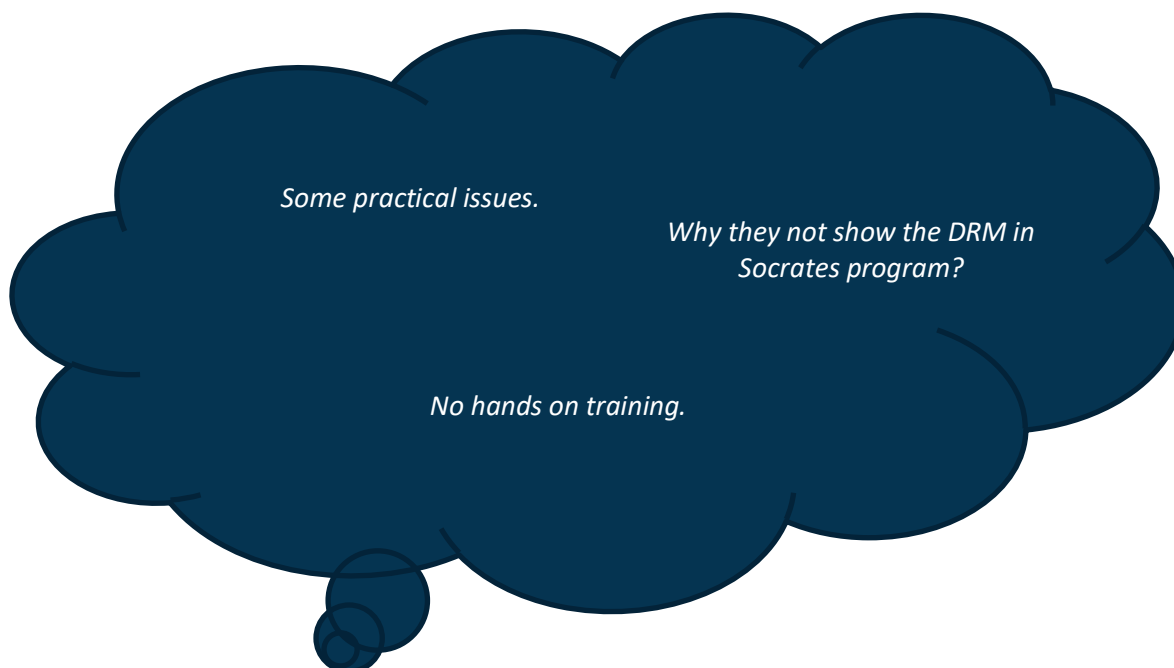 Some practical issues.
Why they not show the DRM in
Socrates program?
No hands on training.